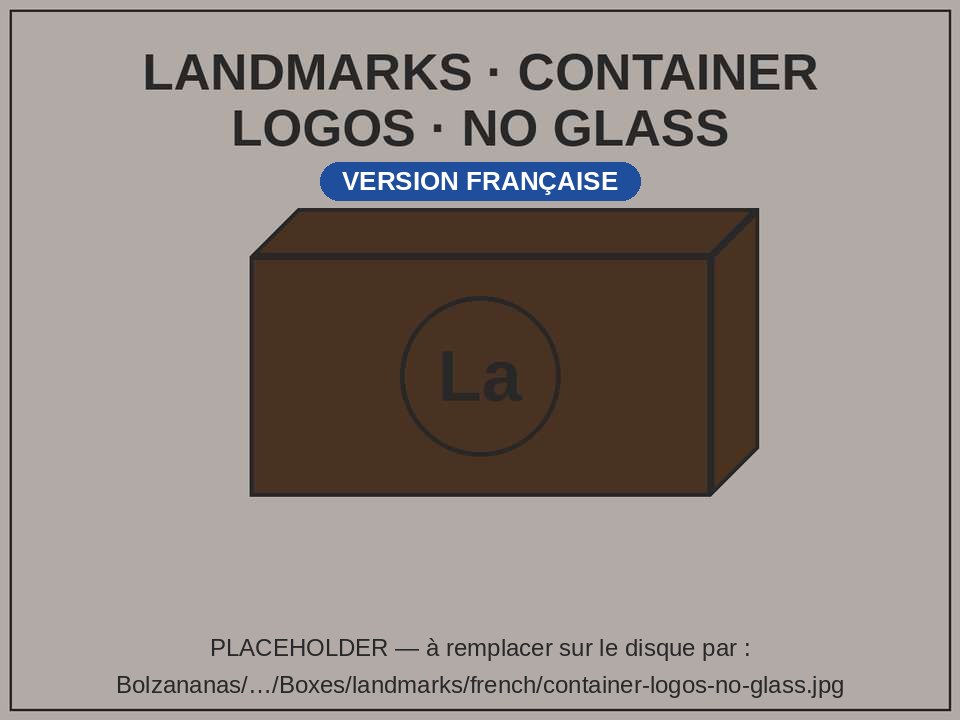 LANDMARKS · CONTAINER
LOGOS · NO GLASS
VERSION FRANÇAISE
La
PLACEHOLDER — à remplacer sur le disque par :
Bolzananas/…/Boxes/landmarks/french/container-logos-no-glass.jpg